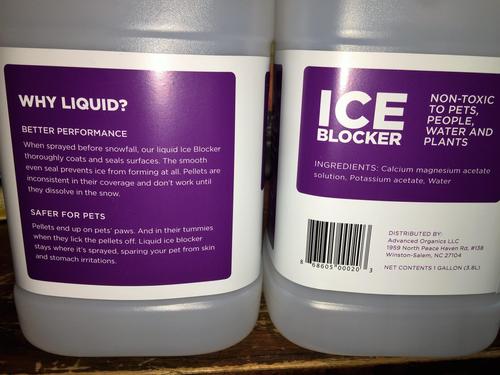 WHY LIQUID?
BETTER PERFORMANCE
When sprayed before snowfall, our liquid Ice Blocker
thoroughly coats and seals surfaces. The smooth
even seal prevents ice from forming at all. Pellets are
inconsistent in their coverage and don't work until
they dissolve in the snow.
SAFER FOR PETS
Pellets end up on pets' paws. And in their tummies
when they lick the pellets off. Liquid ice blocker
stays where it's sprayed, sparing your pet from skin
and stomach irritations.
ICE
BLOCKER
NON-TOXIC
TO PETS,
PEOPLE,
WATER AND
PLANTS
INGREDIENTS: Calcium magnesium acetate
solution, Potassium acetate, Water
8 68605 00020 3
DISTRIBUTED BY:
Advanced Organics LLC
1959 North Peace Haven Rd, #138
Winston-Salem, NC 27104
NET CONTENTS 1 GALLON (3.8L)